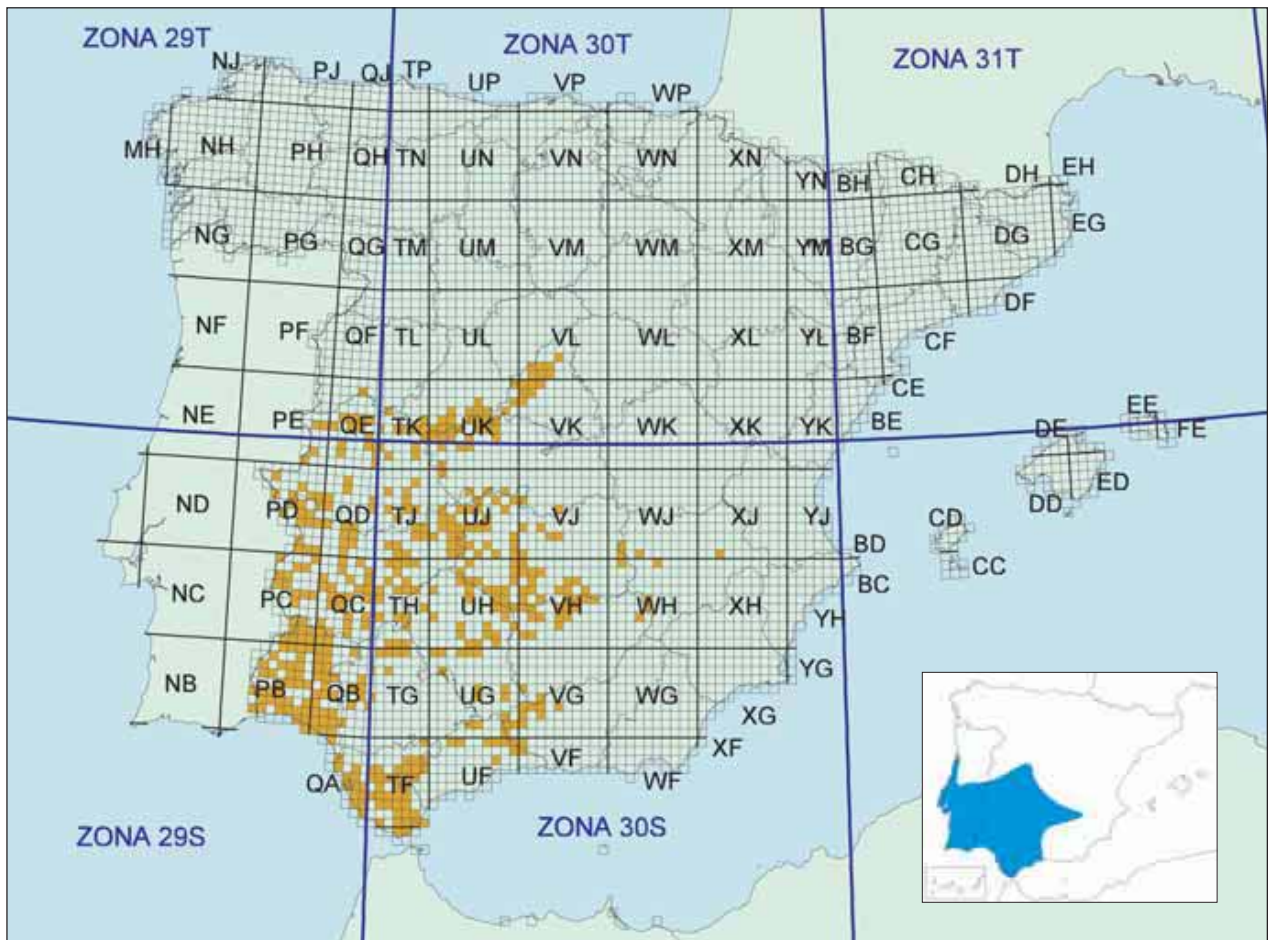 ZONA 29T
ZONA 30T
ZONA 31T
NJ PJ QJ TP UP VP WP
MH NH PH QH TN UN VN WN XN YN BH CH DH EH
NG PG QG TM UM VM WM XM YM BG CG DG EG
NF PF QF TL UL VL WL XL YL BF CF DF
NE PE QE TK UK VK WK XK YK BE CE EE FE
ND PD QD TJ UJ VJ WJ XJ YJ BD CD DD DE ED
NC PC QC TH UH VH WH XH YH BC CC
NB PB QB TG UG VG WG XG YG
QA TF UF VF WF XF
ZONA 29S
ZONA 30S